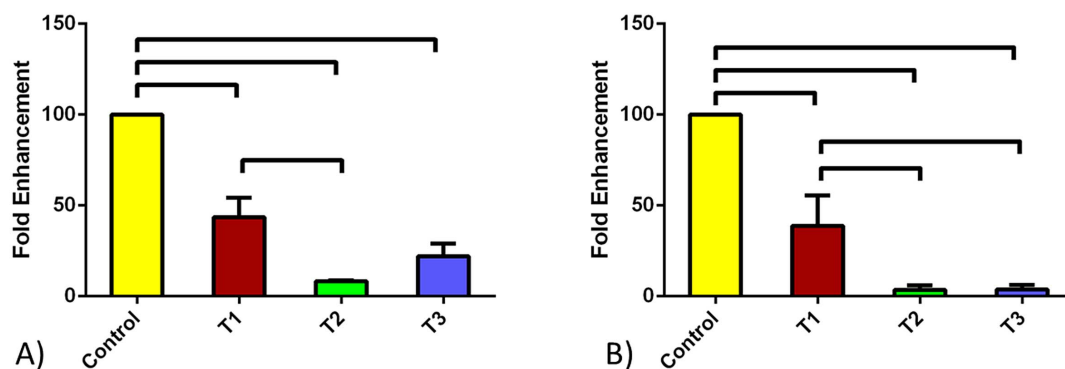 150
100
50
0
Fold Enhancement
Control
T1
T2
T3
A)
150
100
50
0
Fold Enhancement
Control
T1
T2
T3
B)